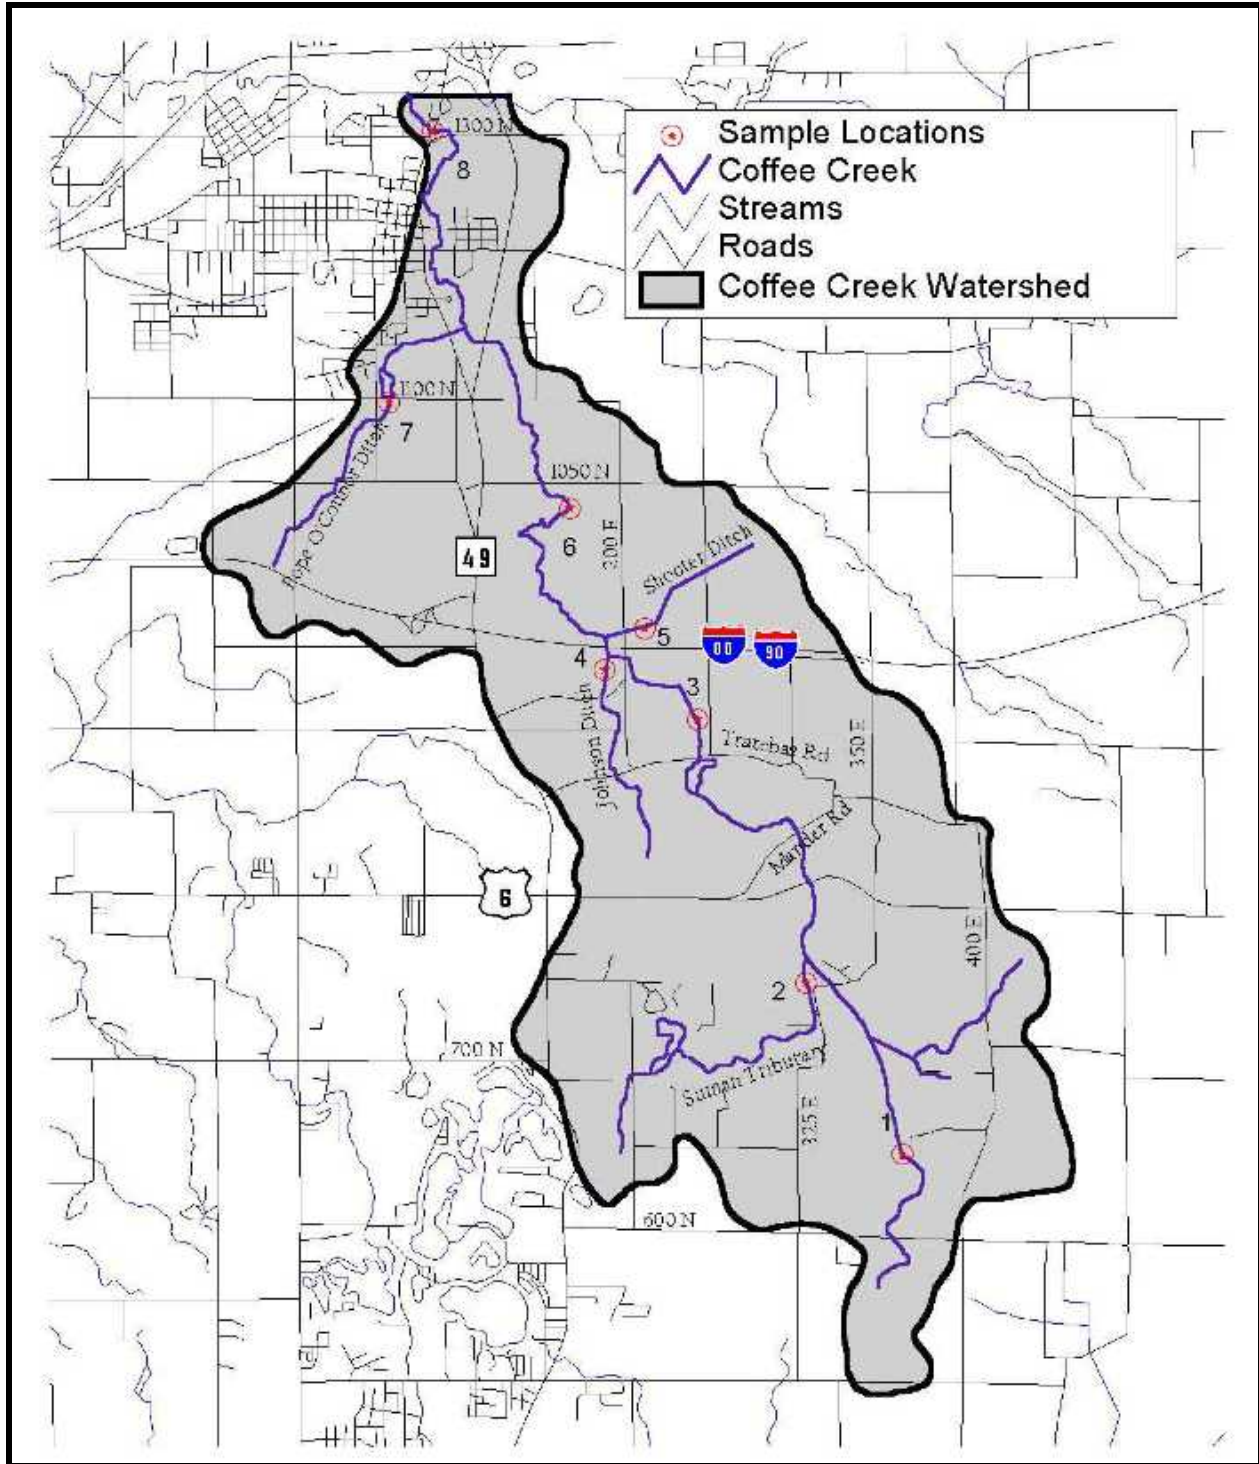 Sample Locations
Coffee Creek
Streams
Roads
Coffee Creek Watershed
1300 N
8
1100 N
7
Pope O'Connor Ditch
1050 N
49
6
200 E
Shooter Ditch
5
80
90
4
3
Johnson Ditch
Tratebas Rd
350 E
Mander Rd
6
400 E
2
700 N
Suman Tributary
325 E
1
600 N